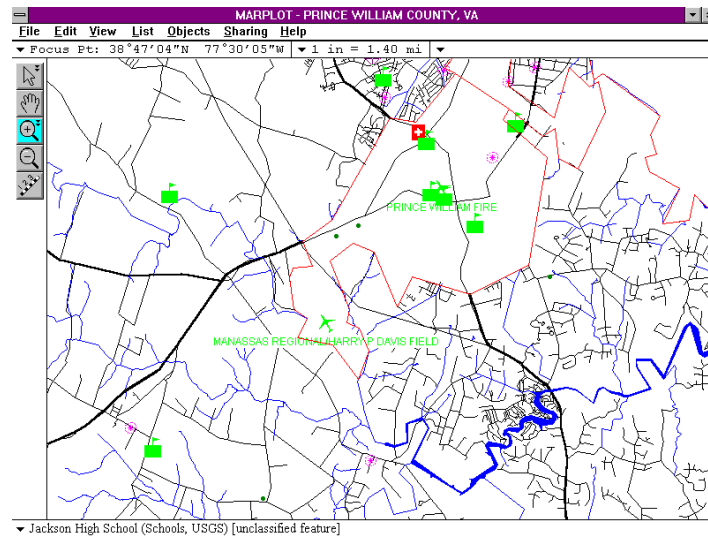 MARPLOT - PRINCE WILLIAM COUNTY, VA
File Edit View List Objects Sharing Help
Focus Pt: 38°47'04"N 77°30'05"W 1 in = 1.40 mi
PRINCE WILLIAM FIRE
MANASSAS REGIONAL/HARRY P DAVIS FIELD
Jackson High School (Schools, USGS) [unclassified feature]